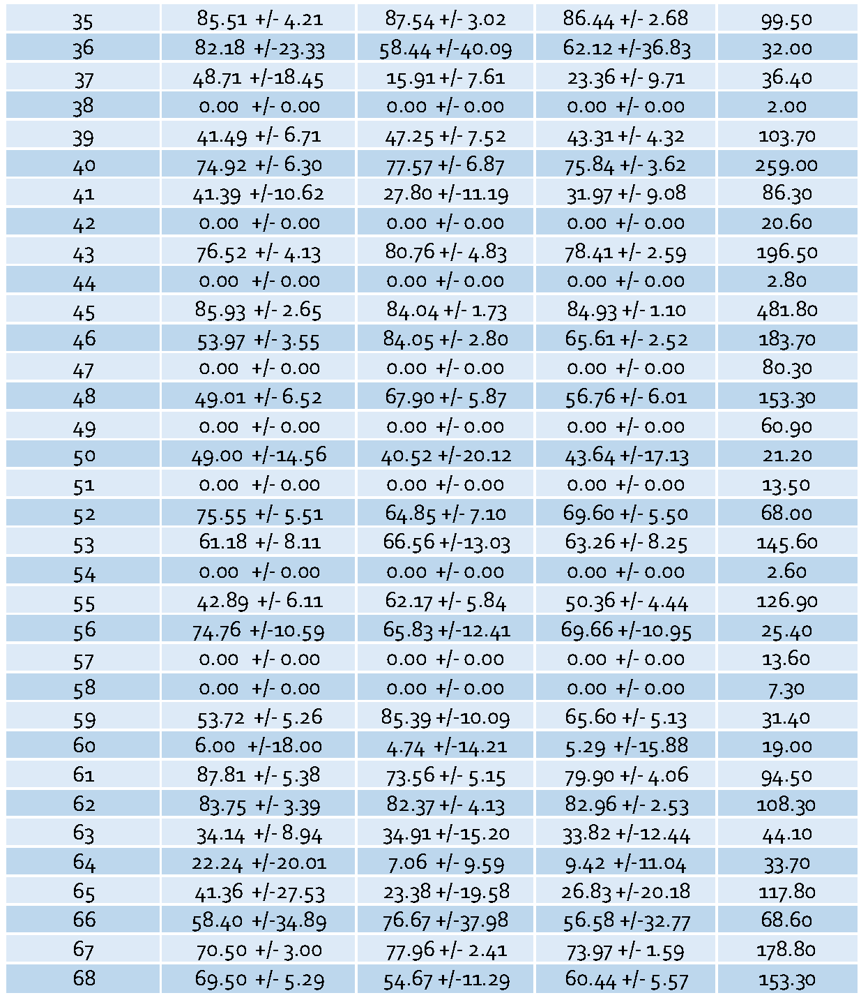 35 85.51 +/- 4.21 87.54 +/- 3.02 86.44 +/- 2.68 99.50
36 82.18 +/-23.33 58.44 +/-40.09 62.12 +/-36.83 32.00
37 48.71 +/-18.45 15.91 +/- 7.61 23.36 +/- 9.71 36.40
38 0.00 +/- 0.00 0.00 +/- 0.00 0.00 +/- 0.00 2.00
39 41.49 +/- 6.71 47.25 +/- 7.52 43.31 +/- 4.32 103.70
40 74.92 +/- 6.30 77.57 +/- 6.87 75.84 +/- 3.62 259.00
41 41.39 +/-10.62 27.80 +/-11.19 31.97 +/- 9.08 86.30
42 0.00 +/- 0.00 0.00 +/- 0.00 0.00 +/- 0.00 20.60
43 76.52 +/- 4.13 80.76 +/- 4.83 78.41 +/- 2.59 196.50
44 0.00 +/- 0.00 0.00 +/- 0.00 0.00 +/- 0.00 2.80
45 85.93 +/- 2.65 84.04 +/- 1.73 84.93 +/- 1.10 481.80
46 53.97 +/- 3.55 84.05 +/- 2.80 65.61 +/- 2.52 183.70
47 0.00 +/- 0.00 0.00 +/- 0.00 0.00 +/- 0.00 80.30
48 49.01 +/- 6.52 67.90 +/- 5.87 56.76 +/- 6.01 153.30
49 0.00 +/- 0.00 0.00 +/- 0.00 0.00 +/- 0.00 60.90
50 49.00 +/-14.56 40.52 +/-20.12 43.64 +/-17.13 21.20
51 0.00 +/- 0.00 0.00 +/- 0.00 0.00 +/- 0.00 13.50
52 75.55 +/- 5.51 64.85 +/- 7.10 69.60 +/- 5.50 68.00
53 61.18 +/- 8.11 66.56 +/-13.03 63.26 +/- 8.25 145.60
54 0.00 +/- 0.00 0.00 +/- 0.00 0.00 +/- 0.00 2.60
55 42.89 +/- 6.11 62.17 +/- 5.84 50.36 +/- 4.44 126.90
56 74.76 +/-10.59 65.83 +/-12.41 69.66 +/-10.95 25.40
57 0.00 +/- 0.00 0.00 +/- 0.00 0.00 +/- 0.00 13.60
58 0.00 +/- 0.00 0.00 +/- 0.00 0.00 +/- 0.00 7.30
59 53.72 +/- 5.26 85.39 +/-10.09 65.60 +/- 5.13 31.40
60 6.00 +/-18.00 4.74 +/-14.21 5.29 +/-15.88 19.00
61 87.81 +/- 5.38 73.56 +/- 5.15 79.90 +/- 4.06 94.50
62 83.75 +/- 3.39 82.37 +/- 4.13 82.96 +/- 2.53 108.30
63 34.14 +/- 8.94 34.91 +/-15.20 33.82 +/-12.44 44.10
64 22.24 +/-20.01 7.06 +/- 9.59 9.42 +/-11.04 33.70
65 41.36 +/-27.53 23.38 +/-19.58 26.83 +/-20.18 117.80
66 58.40 +/-34.89 76.67 +/-37.98 56.58 +/-32.77 68.60
67 70.50 +/- 3.00 77.96 +/- 2.41 73.97 +/- 1.59 178.80
68 69.50 +/- 5.29 54.67 +/-11.29 60.44 +/- 5.57 153.30